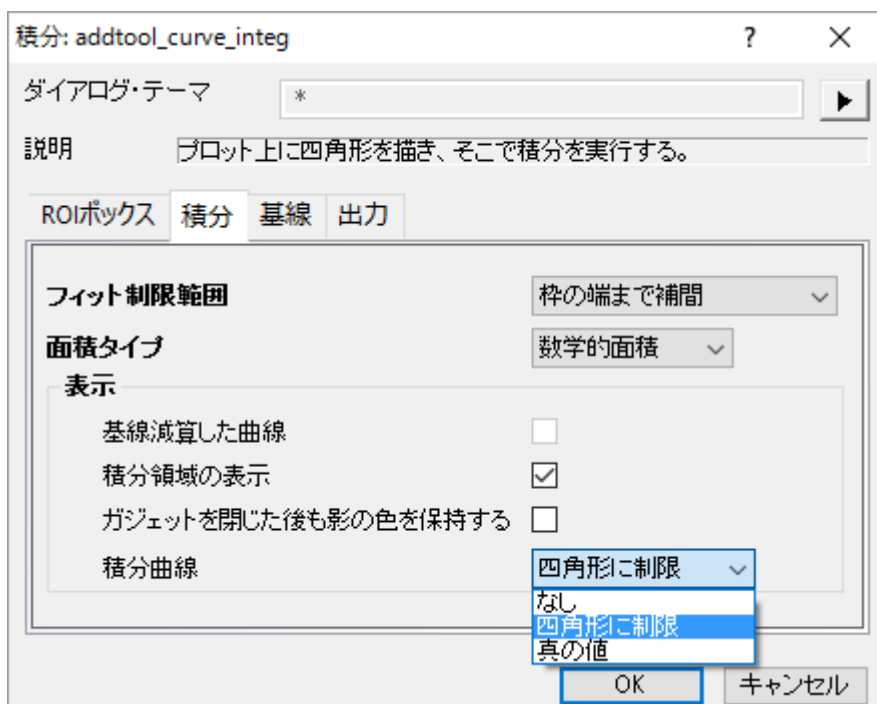 積分: addtool_curve_integ ?
ダイアログ・テーマ *
説明 プロット上に四角形を描き、そこで積分を実行する。
ROIボックス 積分 基線 出力
フィット制限範囲 枠の端まで補間
面積タイプ 数学的面積
表示
基線減算した曲線
積分領域の表示
ガジェットを閉じた後も影の色を保持する
積分曲線 四角形に制限
なし
四角形に制限
真の値
OK キャンセル